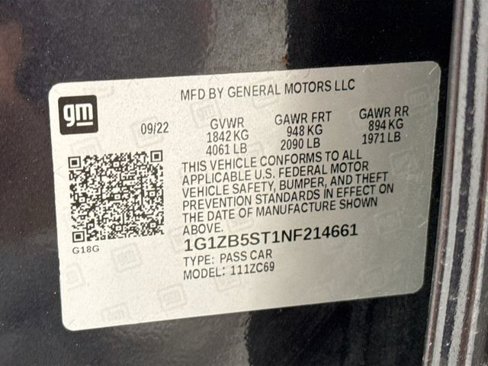 gm
MFD BY GENERAL MOTORS LLC
09/22 GVWR GAWR FRT GAWR RR
1842 KG 948 KG 894 KG
4061 LB 2090 LB 1971 LB
THIS VEHICLE CONFORMS TO ALL
APPLICABLE U.S. FEDERAL MOTOR
VEHICLE SAFETY, BUMPER, AND THEFT
PREVENTION STANDARDS IN EFFECT ON
THE DATE OF MANUFACTURE SHOWN
ABOVE.
G18G
1G1ZB5ST1NF214661
TYPE: PASS CAR
MODEL: 111ZC69